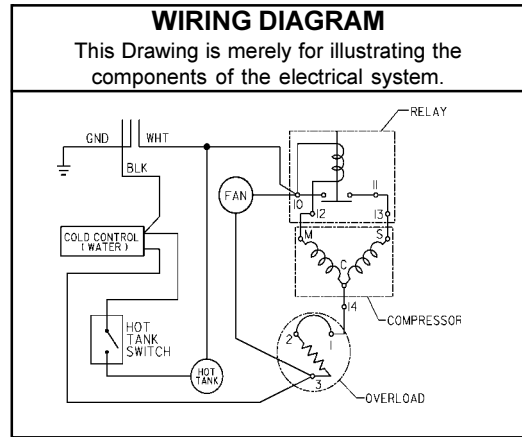 WIRING DIAGRAM
This Drawing is merely for illustrating the
components of the electrical system.
RELAY
GND
WHT
BLK
FAN
10
11
12
13
COLD CONTROL
(WATER)
M
S
C
14
COMPRESSOR
HOT
TANK
SWITCH
HOT
TANK
2
1
3
OVERLOAD